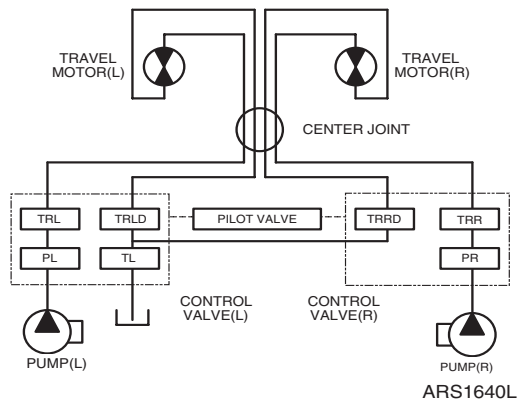 TRAVEL
MOTOR(L)
TRAVEL
MOTOR(R)
CENTER JOINT
TRL
TRLD
PILOT VALVE
TRRD
TRR
PL
TL
PR
CONTROL
VALVE(L)
CONTROL
VALVE(R)
PUMP(L)
PUMP(R)
ARS1640L